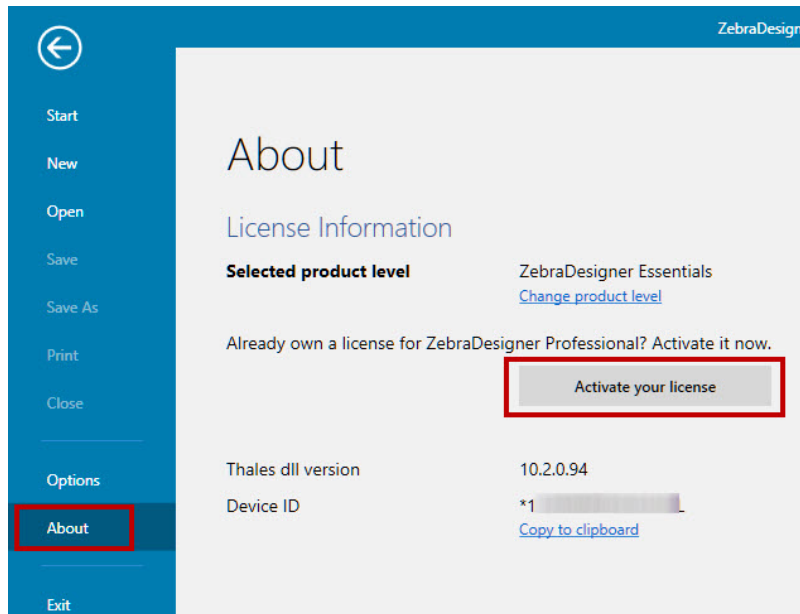 ZebraDesign
Start
New
Open
Save
Save As
Print
Close
Options
About
Exit
About
License Information
Selected product level ZebraDesigner Essentials
Change product level
Already own a license for ZebraDesigner Professional? Activate it now.
Activate your license
Thales dll version 10.2.0.94
Device ID *1
Copy to clipboard